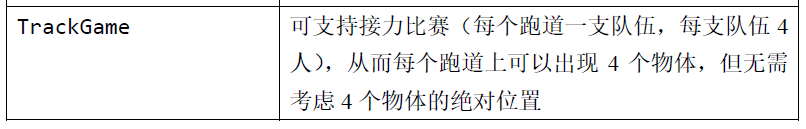 TrackGame
可支持接力比赛（每个跑道一支队伍，每支队伍 4
人），从而每个跑道上可以出现 4 个物体，但无需
考虑 4 个物体的绝对位置